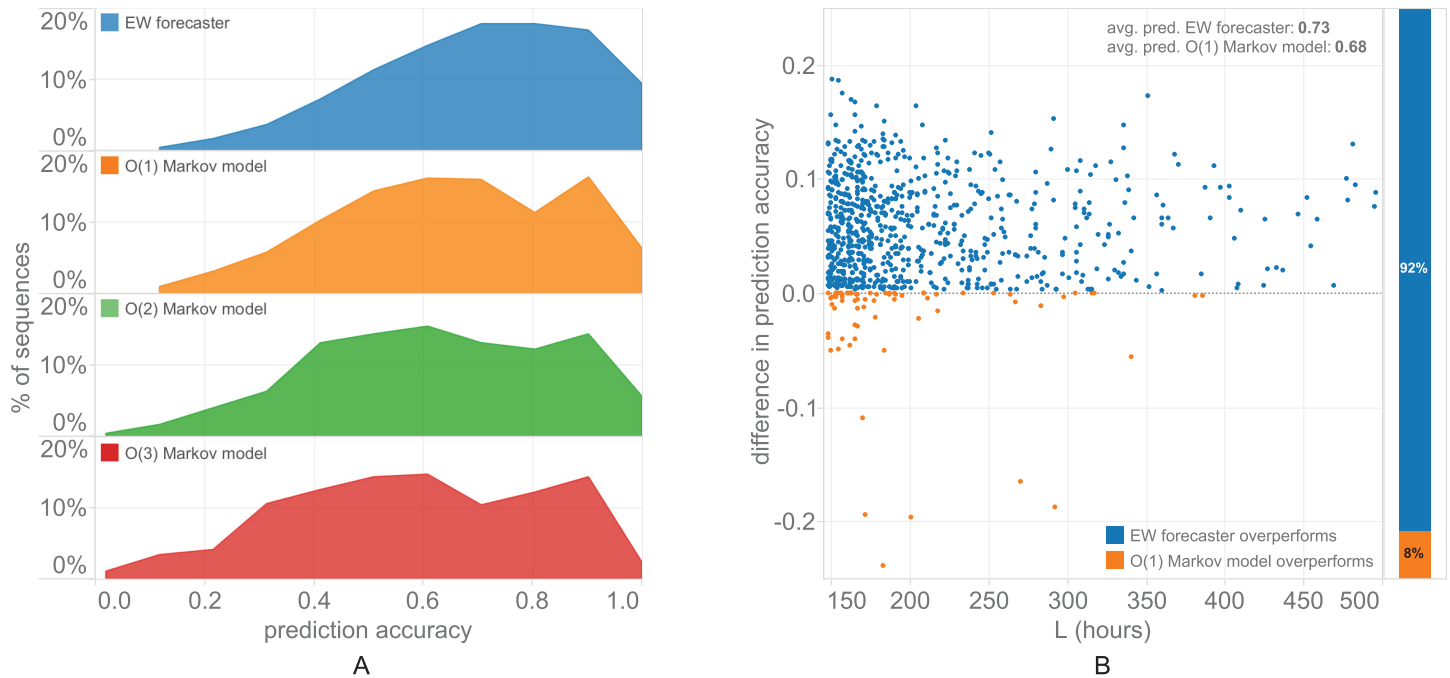 % of sequences
20%
EW forecaster
10%
0%
20%
O(1) Markov model
10%
0%
20%
O(2) Markov model
10%
0%
20%
O(3) Markov model
10%
0%
0.0 0.2 0.4 0.6 0.8 1.0
prediction accuracy
A
difference in prediction accuracy
avg. pred. EW forecaster: 0.73
avg. pred. O(1) Markov model: 0.68
0.2
0.1
0.0
-0.1
-0.2
92%
8%
EW forecaster overperforms
O(1) Markov model overperforms
150 200 250 300 350 400 450 500
L (hours)
B